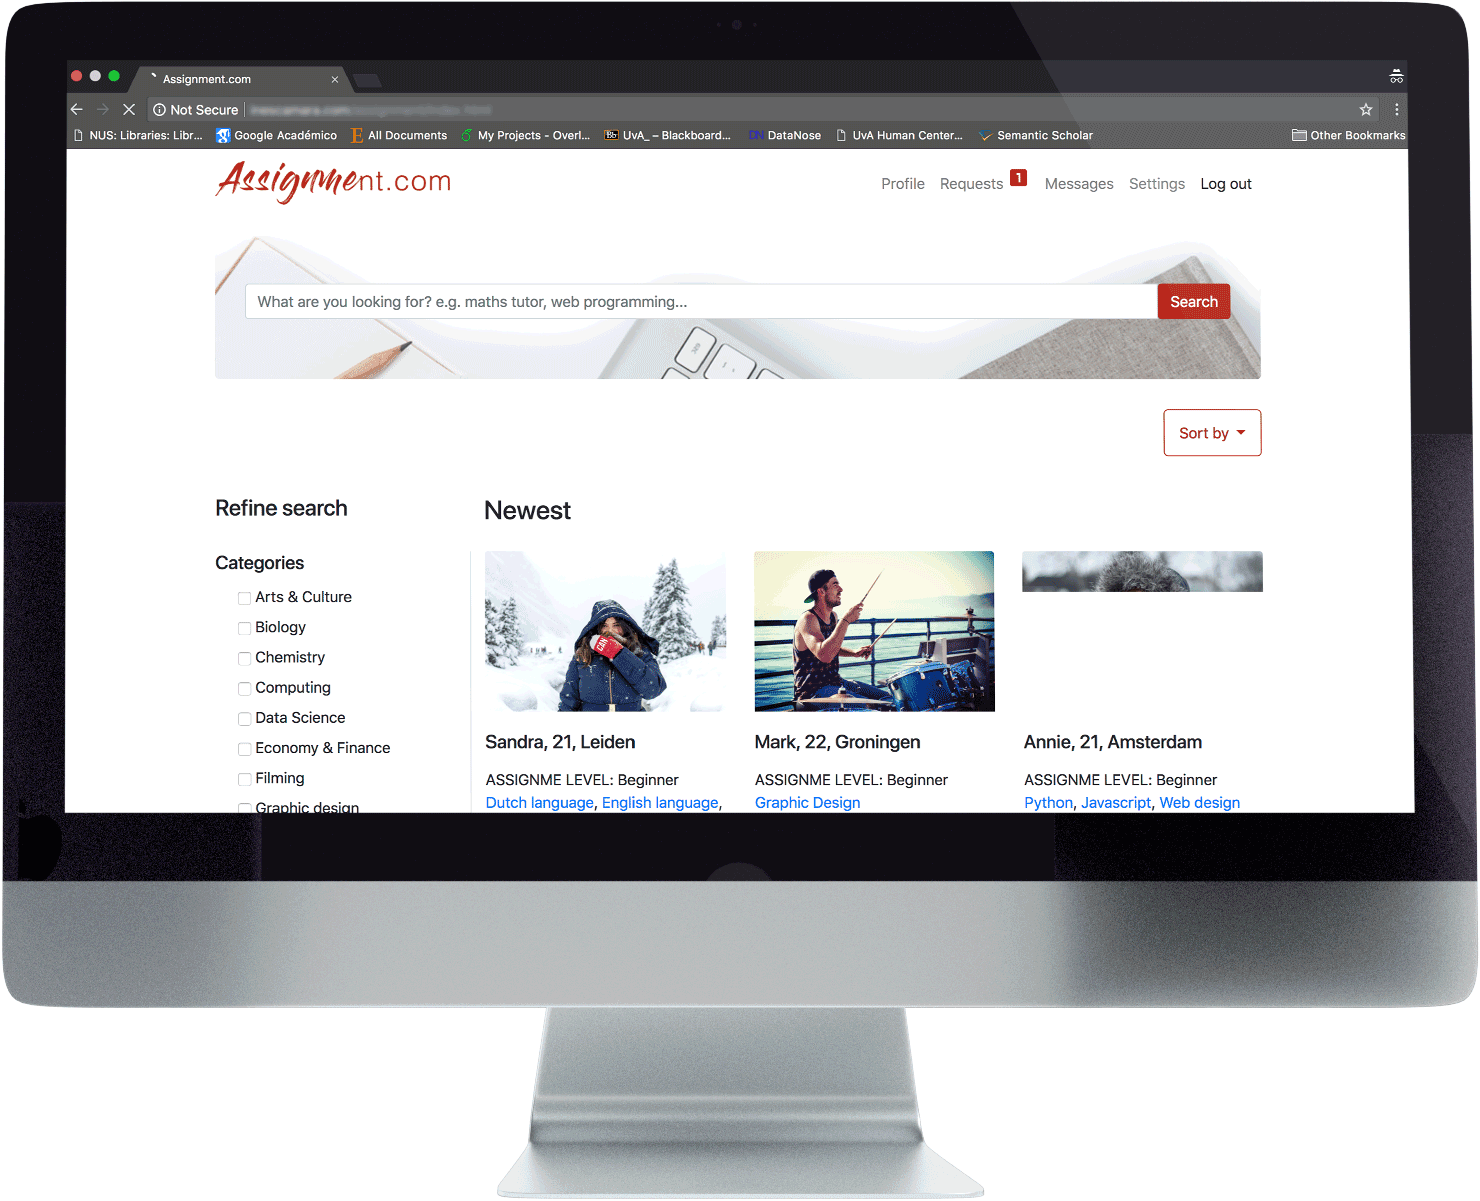 Assignment.com
Not Secure
NUS: Libraries: Libr... Google Académico All Documents My Projects - Overl... Bb UvA_ – Blackboard... DN DataNose UvA Human Center... Semantic Scholar Other Bookmarks
Assignment.com
Profile Requests 1 Messages Settings Log out
What are you looking for? e.g. maths tutor, web programming...
Search
Sort by
Refine search
Categories
Arts & Culture
Biology
Chemistry
Computing
Data Science
Economy & Finance
Filming
Graphic design
Newest
CAN
Sandra, 21, Leiden
ASSIGNME LEVEL: Beginner
Dutch language, English language,
Mark, 22, Groningen
ASSIGNME LEVEL: Beginner
Graphic Design
Annie, 21, Amsterdam
ASSIGNME LEVEL: Beginner
Python, Javascript, Web design